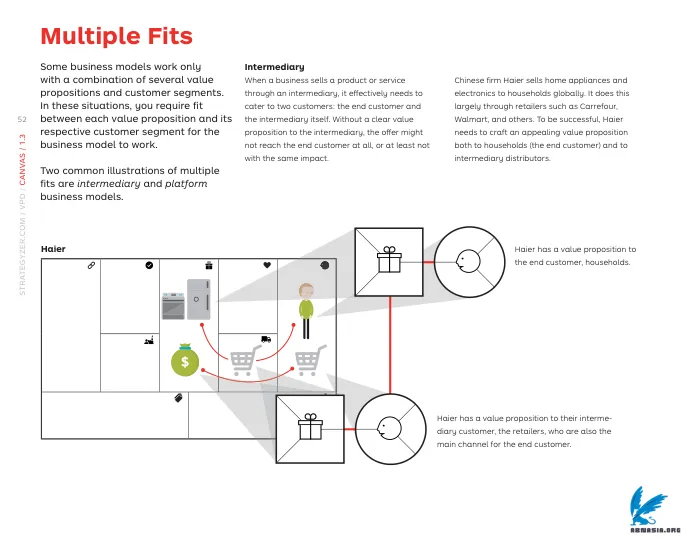 Multiple Fits
Some business models work only
with a combination of several value
propositions and customer segments.
In these situations, you require fit
between each value proposition and its
respective customer segment for the
business model to work.
Two common illustrations of multiple
fits are intermediary and platform
business models.
Intermediary
When a business sells a product or service
through an intermediary, it effectively needs to
cater to two customers: the end customer and
the intermediary itself. Without a clear value
proposition to the intermediary, the offer might
not reach the end customer at all, or at least not
with the same impact.
Chinese firm Haier sells home appliances and
electronics to households globally. It does this
largely through retailers such as Carrefour,
Walmart, and others. To be successful, Haier
needs to craft an appealing value proposition
both to households (the end customer) and to
intermediary distributors.
52
STRATEGYZER.COM / VPD / CANVAS / 1.3
Haier
$
Haier has a value proposition to
the end customer, households.
Haier has a value proposition to their interme-
diary customer, the retailers, who are also the
main channel for the end customer.
ABNASIA.ORG